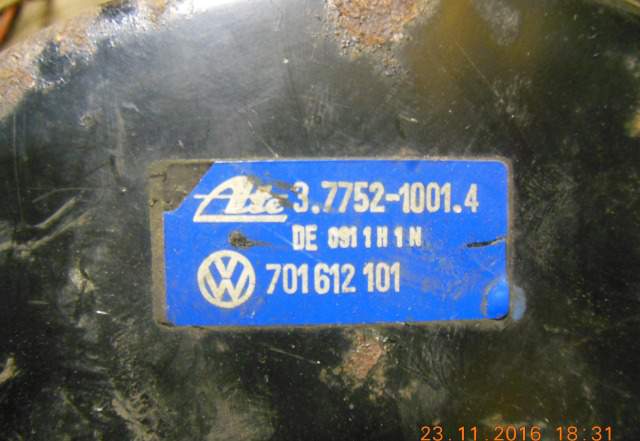 Ate 3.7752-1001.4
DE 0911H1N
VW 701 612 101
23.11.2016 18:31